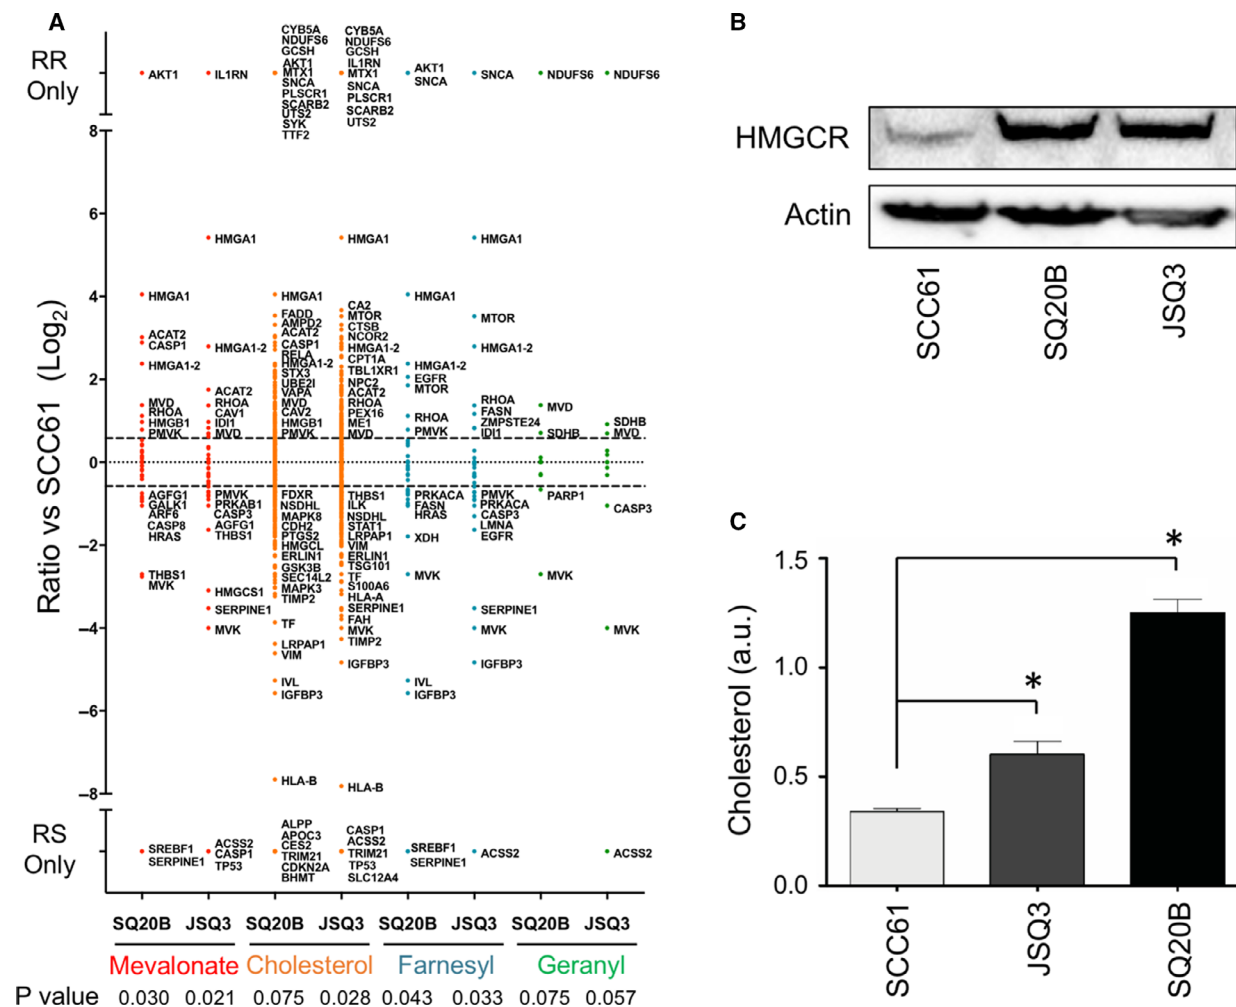 A
RR
Only
AKT1
IL1RN
CYB5A
NDUFS6
GCSH
AKT1
MTX1
SNCA
PLSCR1
SCARB2
UTS2
SYK
TTF2
CYB5A
NDUFS6
GCSH
IL1RN
MTX1
SNCA
PLSCR1
SCARB2
UTS2
AKT1
SNCA
SNCA
NDUFS6
NDUFS6
Ratio vs SCC61 (Log2)
8
6
4
2
0
–2
–4
–6
–8
HMGA1
ACAT2
CASP1
HMGA1-2
MVD
RHOA
HMGB1
PMVK
AGFG1
GALK1
ARF6
CASP8
HRAS
THBS1
MVK
HMGA1
HMGA1-2
ACAT2
RHOA
CAV1
IDI1
MVD
PMVK
PRKAB1
CASP3
AGFG1
THBS1
HMGCS1
SERPINE1
MVK
HMGA1
FADD
AMPD2
ACAT2
CASP1
RELA
HMGA1-2
STX3
UBE2I
VAPA
MVD
CAV2
HMGB1
PMVK
FDXR
NSDHL
MAPK8
CDH2
PTGS2
HMGCL
ERLIN1
GSK3B
SEC14L2
MAPK3
TIMP2
TF
LRPAP1
VIM
IVL
IGFBP3
HLA-B
HMGA1
CA2
MTOR
CTSB
NCOR2
HMGA1-2
CPT1A
TBL1XR1
NPC2
ACAT2
RHOA
PEX16
ME1
MVD
THBS1
ILK
NSDHL
STAT1
LRPAP1
VIM
ERLIN1
TSG101
TF
S100A6
HLA-A
SERPINE1
FAH
MVK
TIMP2
IGFBP3
HLA-B
HMGA1
HMGA1-2
EGFR
MTOR
RHOA
PMVK
PRKACA
FASN
HRAS
XDH
MVK
IVL
IGFBP3
HMGA1
MTOR
HMGA1-2
RHOA
FASN
ZMPSTE24
IDI1
PMVK
PRKACA
CASP3
LMNA
EGFR
SERPINE1
MVK
IGFBP3
MVD
SDHB
PARP1
MVK
SDHB
MVD
CASP3
MVK
RS
Only
SREBF1
SERPINE1
ACSS2
CASP1
TP53
ALPP
APOC3
CES2
TRIM21
CDKN2A
BHMT
CASP1
ACSS2
TRIM21
TP53
SLC12A4
SREBF1
SERPINE1
ACSS2
ACSS2
SQ20B JSQ3 SQ20B JSQ3 SQ20B JSQ3 SQ20B JSQ3
Mevalonate Cholesterol Farnesyl Geranyl
P value 0.030 0.021 0.075 0.028 0.043 0.033 0.075 0.057
B
HMGCR
Actin
SCC61
SQ20B
JSQ3
C
Cholesterol (a.u.)
1.5
1.0
0.5
0.0
*
*
SCC61
JSQ3
SQ20B